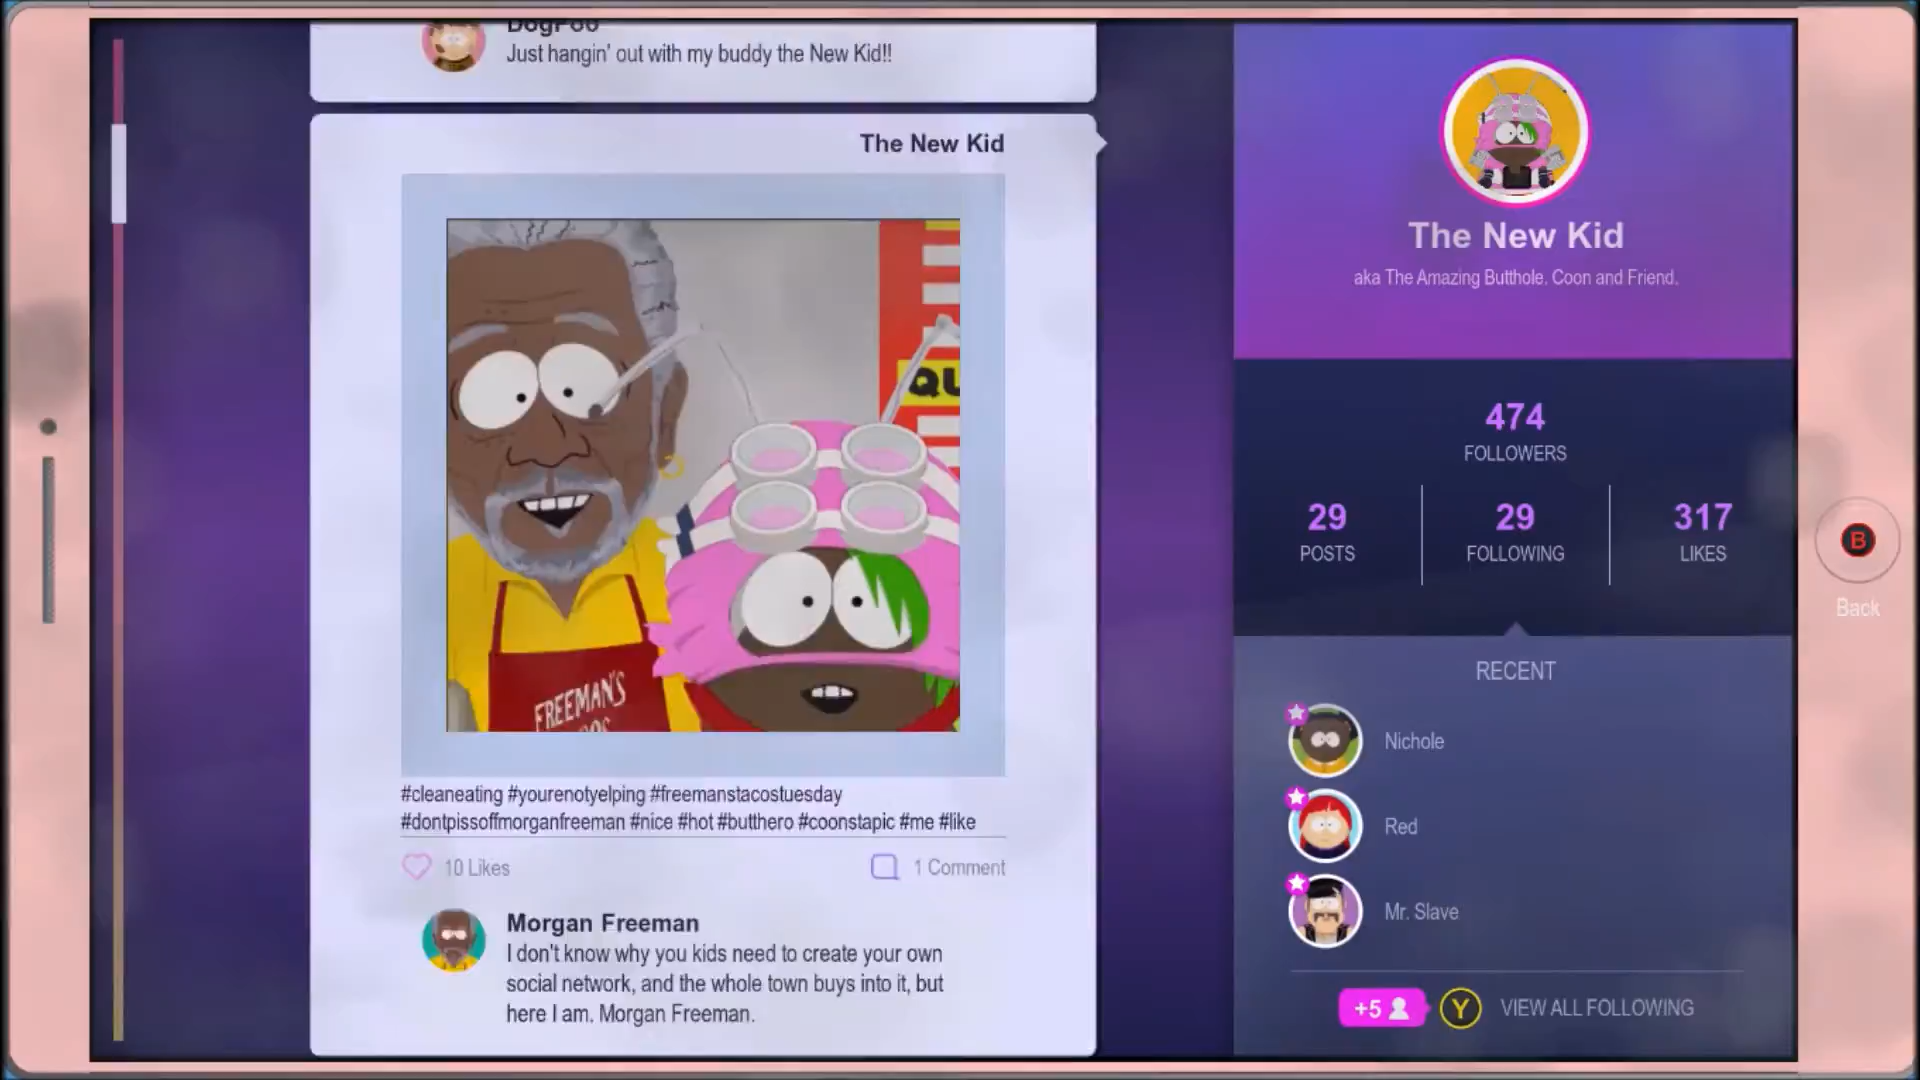 DogPoo
Just hangin' out with my buddy the New Kid!!
The New Kid
QU
FREEMAN'S
#cleaneating #yourenotyelping #freemanstacostuesday
#dontpissoffmorganfreeman #nice #hot #butthero #coonstapic #me #like
10 Likes
1 Comment
Morgan Freeman
I don't know why you kids need to create your own
social network, and the whole town buys into it, but
here I am. Morgan Freeman.
The New Kid
aka The Amazing Butthole. Coon and Friend.
474
FOLLOWERS
29
POSTS
29
FOLLOWING
317
LIKES
RECENT
Nichole
Red
Mr. Slave
+5
Y VIEW ALL FOLLOWING
B
Back